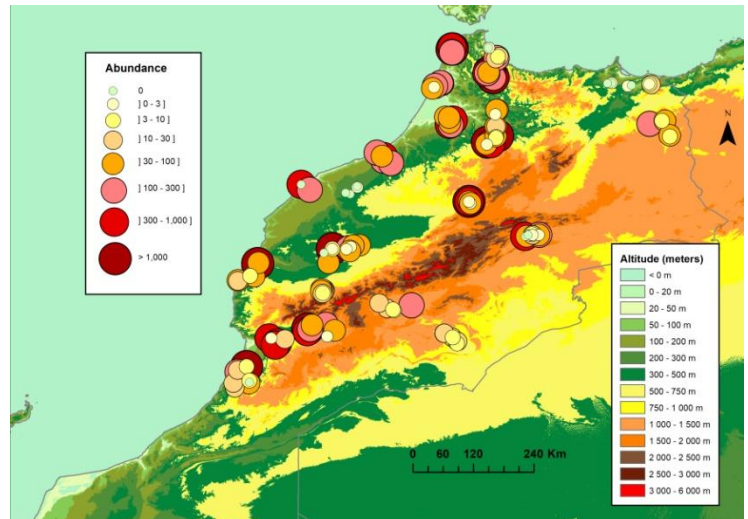 Abundance
0
] 0 - 3 ]
] 3 - 10 ]
] 10 - 30 ]
] 30 - 100 ]
] 100 - 300 ]
] 300 - 1,000 ]
> 1,000
N
Altitude (meters)
< 0 m
0 - 20 m
20 - 50 m
50 - 100 m
100 - 200 m
200 - 300 m
300 - 500 m
500 - 750 m
750 - 1 000 m
1 000 - 1 500 m
1 500 - 2 000 m
2 000 - 2 500 m
2 500 - 3 000 m
3 000 - 6 000 m
0 60 120 240 Km